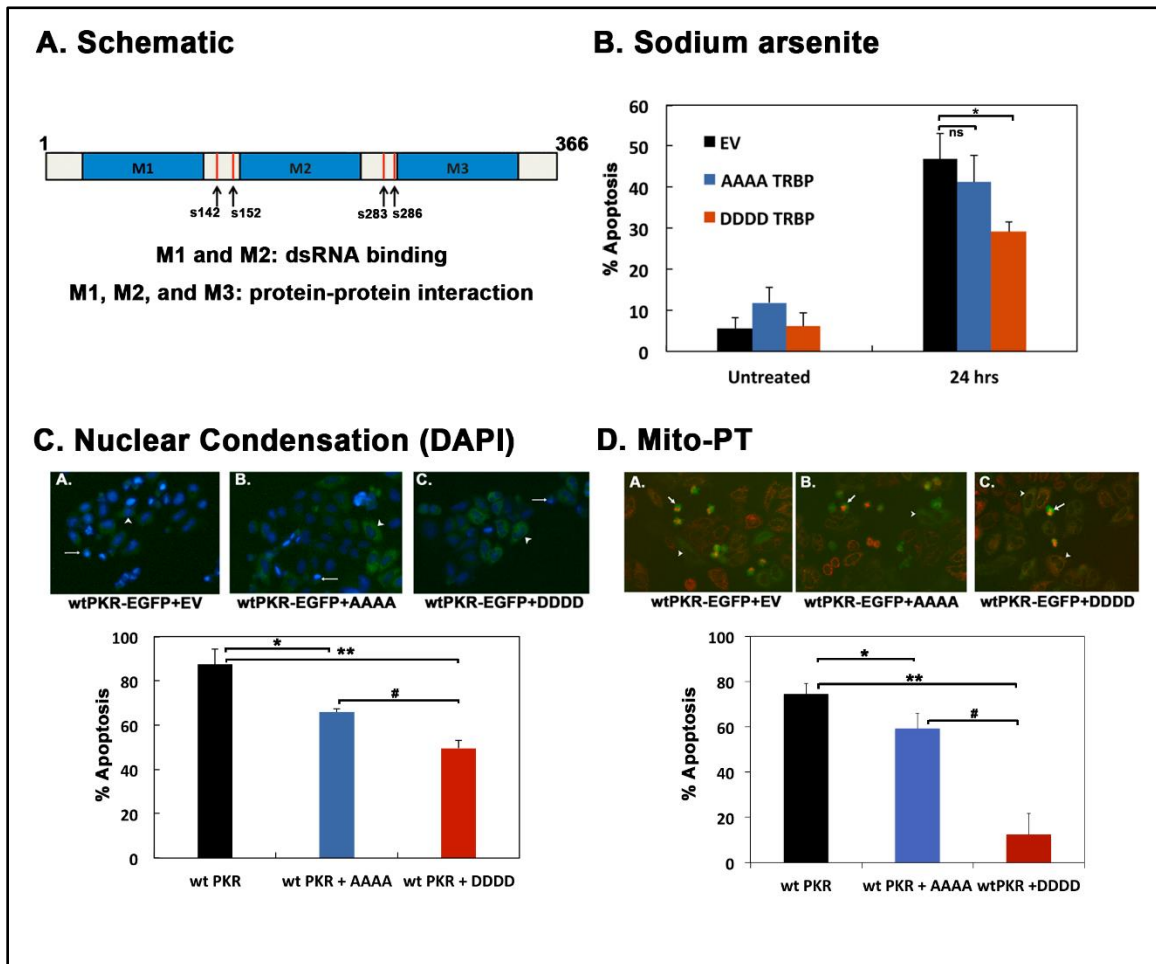 A. Schematic
1
366
M1
M2
M3
s142
s152
s283
s286
M1 and M2: dsRNA binding
M1, M2, and M3: protein-protein interaction
B. Sodium arsenite
% Apoptosis
60
50
40
30
20
10
0
EV
AAAA TRBP
DDDD TRBP
*
ns
Untreated
24 hrs
C. Nuclear Condensation (DAPI)
A.
B.
C.
wtPKR-EGFP+EV
wtPKR-EGFP+AAAA
wtPKR-EGFP+DDDD
% Apoptosis
100
80
60
40
20
0
*
**
#
wt PKR
wt PKR + AAAA
wt PKR + DDDD
D. Mito-PT
A.
B.
C.
wtPKR-EGFP+EV
wtPKR-EGFP+AAAA
wtPKR-EGFP+DDDD
% Apoptosis
100
80
60
40
20
0
*
**
#
wt PKR
wt PKR + AAAA
wtPKR +DDDD